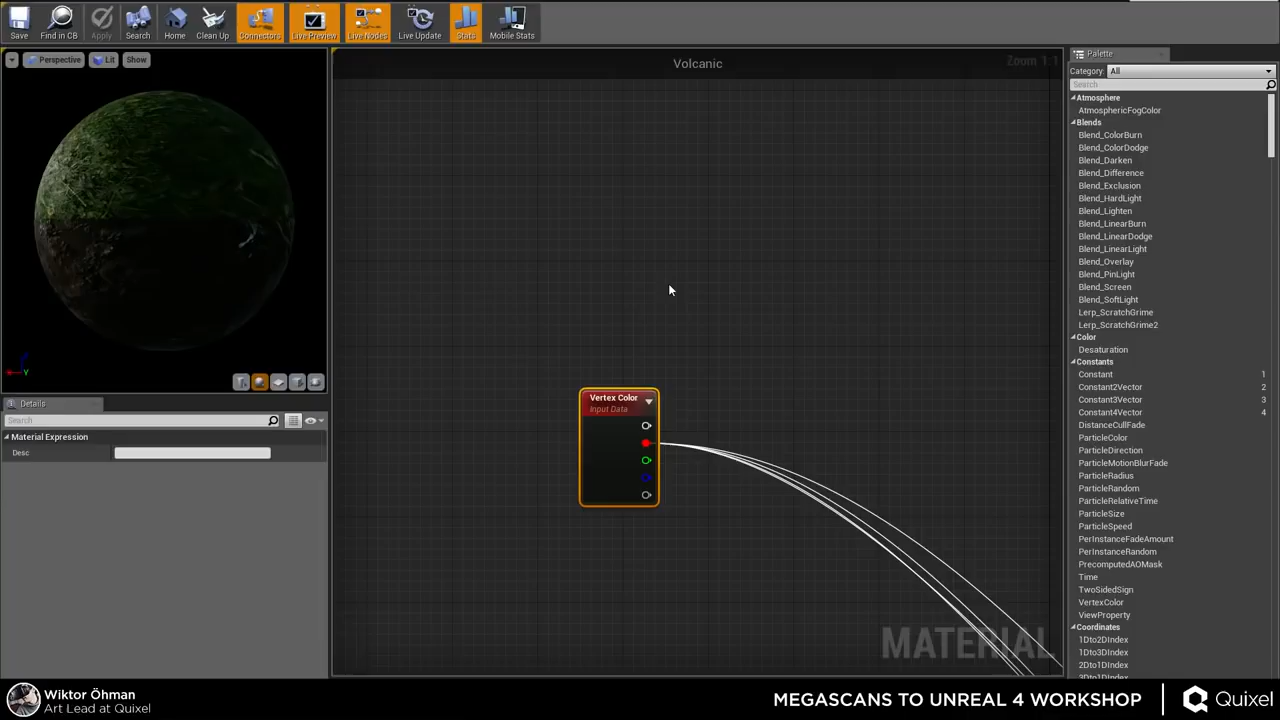 Save
Find in CB
Apply
Search
Home
Clean Up
Connectors
Live Preview
Live Nodes
Live Update
Stats
Mobile Stats
Perspective
Lit
Show
Y
Volcanic
Zoom 1:1
Vertex Color
Input Data
MATERIAL
Details
Search
Material Expression
Desc
Palette
Category: All
Search
Atmosphere
AtmosphericFogColor
Blends
Blend_ColorBurn
Blend_ColorDodge
Blend_Darken
Blend_Difference
Blend_Exclusion
Blend_HardLight
Blend_Lighten
Blend_LinearBurn
Blend_LinearDodge
Blend_LinearLight
Blend_Overlay
Blend_PinLight
Blend_Screen
Blend_SoftLight
Lerp_ScratchGrime
Lerp_ScratchGrime2
Color
Desaturation
Constants
Constant 1
Constant2Vector 2
Constant3Vector 3
Constant4Vector 4
DistanceCullFade
ParticleColor
ParticleDirection
ParticleMotionBlurFade
ParticleRadius
ParticleRandom
ParticleRelativeTime
ParticleSize
ParticleSpeed
PerInstanceFadeAmount
PerInstanceRandom
PrecomputedAOMask
Time
TwoSidedSign
VertexColor
ViewProperty
Coordinates
1Dto2DIndex
1Dto3DIndex
2Dto1DIndex
3Dto1DIndex
Wiktor Öhman
Art Lead at Quixel
MEGASCANS TO UNREAL 4 WORKSHOP
Quixel